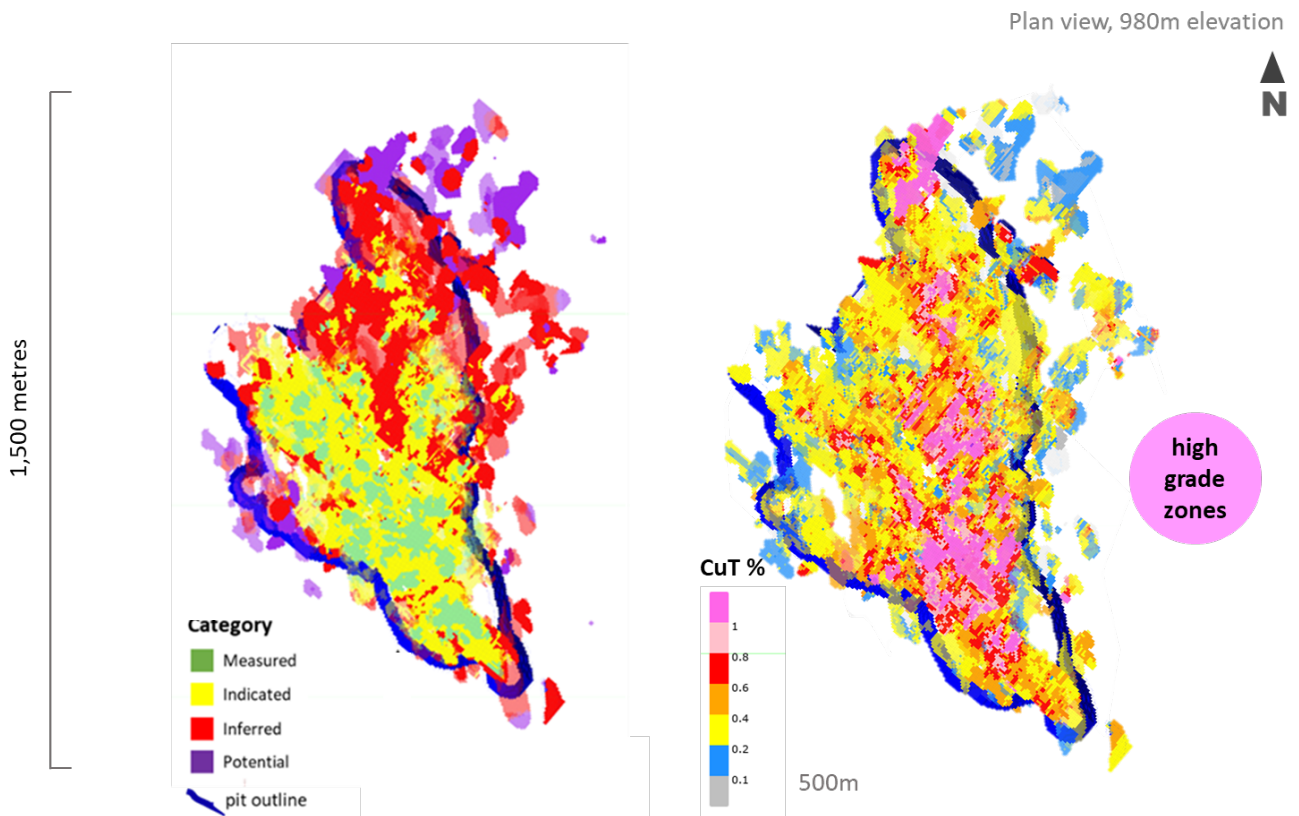 Plan view, 980m elevation
N
1,500 metres
high
grade
zones
Category
Measured
Indicated
Inferred
Potential
pit outline
CuT %
1
0.8
0.6
0.4
0.2
0.1
500m